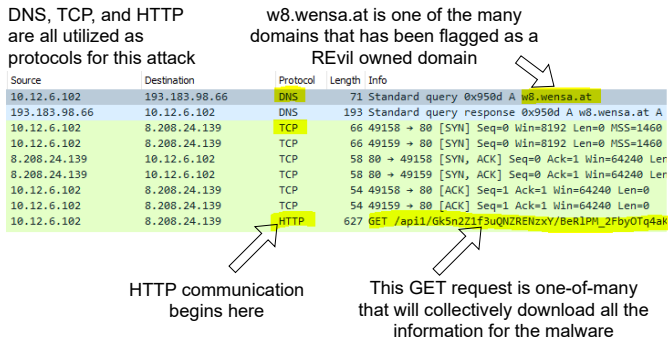 DNS, TCP, and HTTP
are all utilized as
protocols for this attack
w8.wensa.at is one of the many
domains that has been flagged as a
REvil owned domain
Source Destination Protocol Length Info
10.12.6.102 193.183.98.66 DNS 71 Standard query 0x950d A w8.wensa.at
193.183.98.66 10.12.6.102 DNS 193 Standard query response 0x950d A w8.wensa.at A
10.12.6.102 8.208.24.139 TCP 66 49158 → 80 [SYN] Seq=0 Win=8192 Len=0 MSS=1460
10.12.6.102 8.208.24.139 TCP 66 49159 → 80 [SYN] Seq=0 Win=8192 Len=0 MSS=1460
8.208.24.139 10.12.6.102 TCP 58 80 → 49158 [SYN, ACK] Seq=0 Ack=1 Win=64240 Len
8.208.24.139 10.12.6.102 TCP 58 80 → 49159 [SYN, ACK] Seq=0 Ack=1 Win=64240 Len
10.12.6.102 8.208.24.139 TCP 54 49158 → 80 [ACK] Seq=1 Ack=1 Win=64240 Len=0
10.12.6.102 8.208.24.139 TCP 54 49159 → 80 [ACK] Seq=1 Ack=1 Win=64240 Len=0
10.12.6.102 8.208.24.139 HTTP 627 GET /api1/Gk5n2Z1f3uQNZRENzxY/BeRlPM_2FbyOTq4aK
HTTP communication
begins here
This GET request is one-of-many
that will collectively download all the
information for the malware